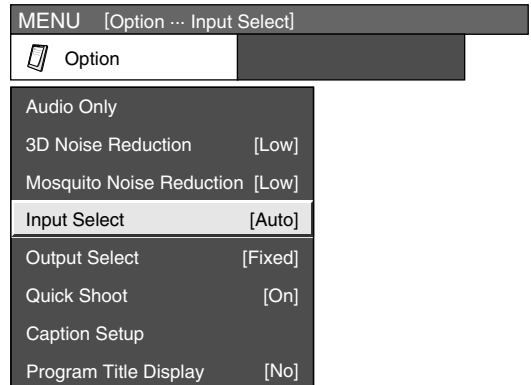 MENU [Option ··· Input Select]
Option
Audio Only
3D Noise Reduction [Low]
Mosquito Noise Reduction [Low]
Input Select [Auto]
Output Select [Fixed]
Quick Shoot [On]
Caption Setup
Program Title Display [No]